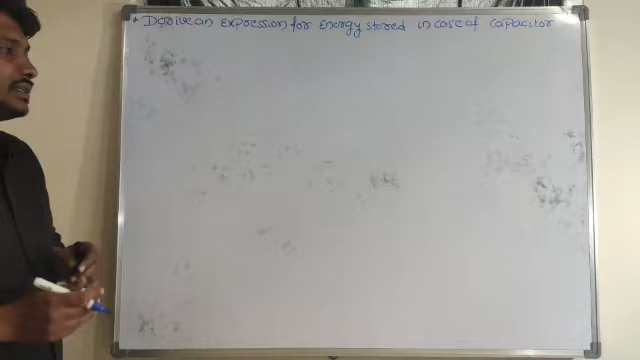 * Derive an expression for Energy stored in case of capacitor